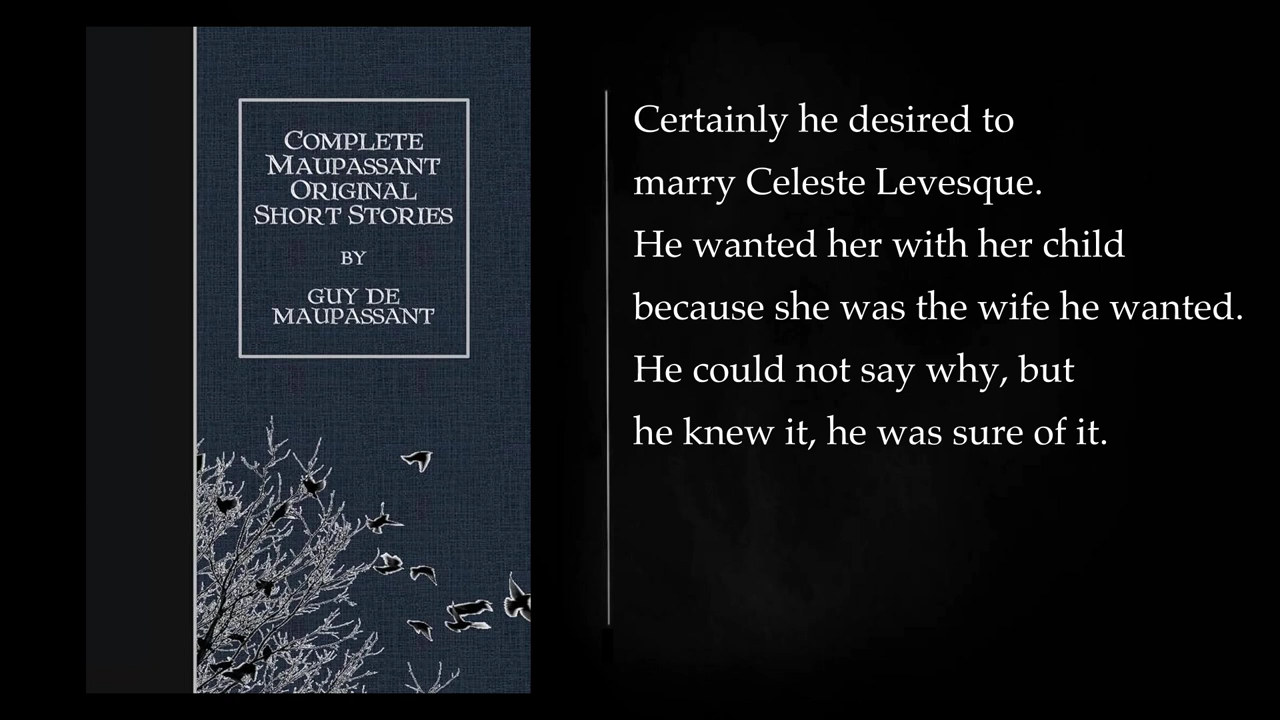 COMPLETE
MAUPASSANT
ORIGINAL
SHORT STORIES
BY
GUY DE
MAUPASSANT
Certainly he desired to
marry Celeste Levesque.
He wanted her with her child
because she was the wife he wanted.
He could not say why, but
he knew it, he was sure of it.